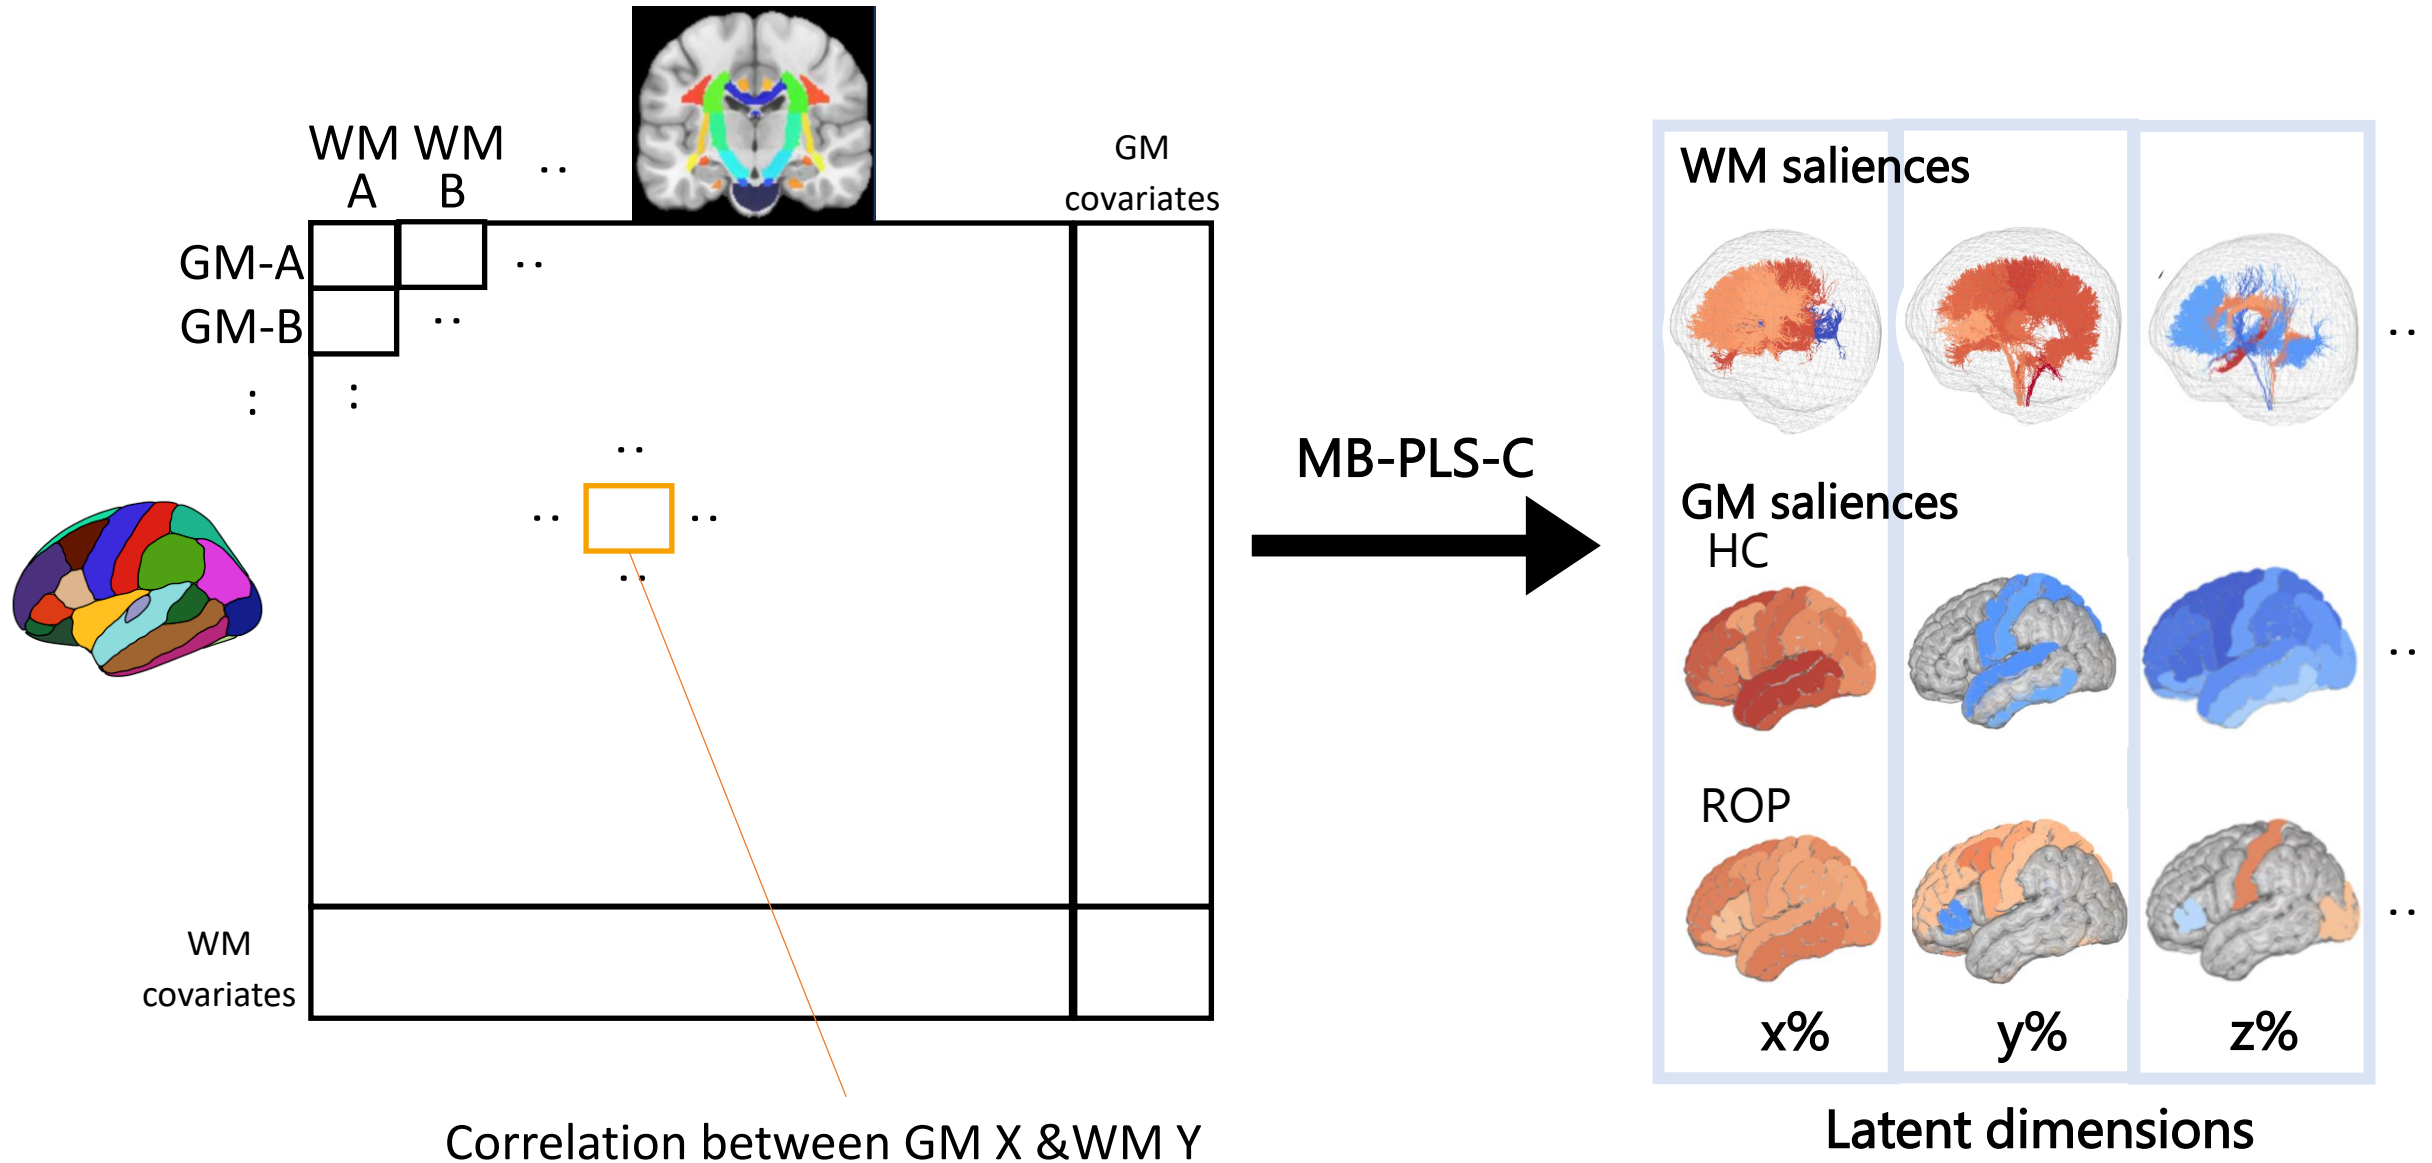 WM WM
A B ..
GM
covariates
GM-A ..
GM-B ..
: :
..
.. ..
..
WM
covariates
Correlation between GM X &WM Y
MB-PLS-C
WM saliences
..
GM saliences
HC
..
ROP
..
x% y% z%
Latent dimensions